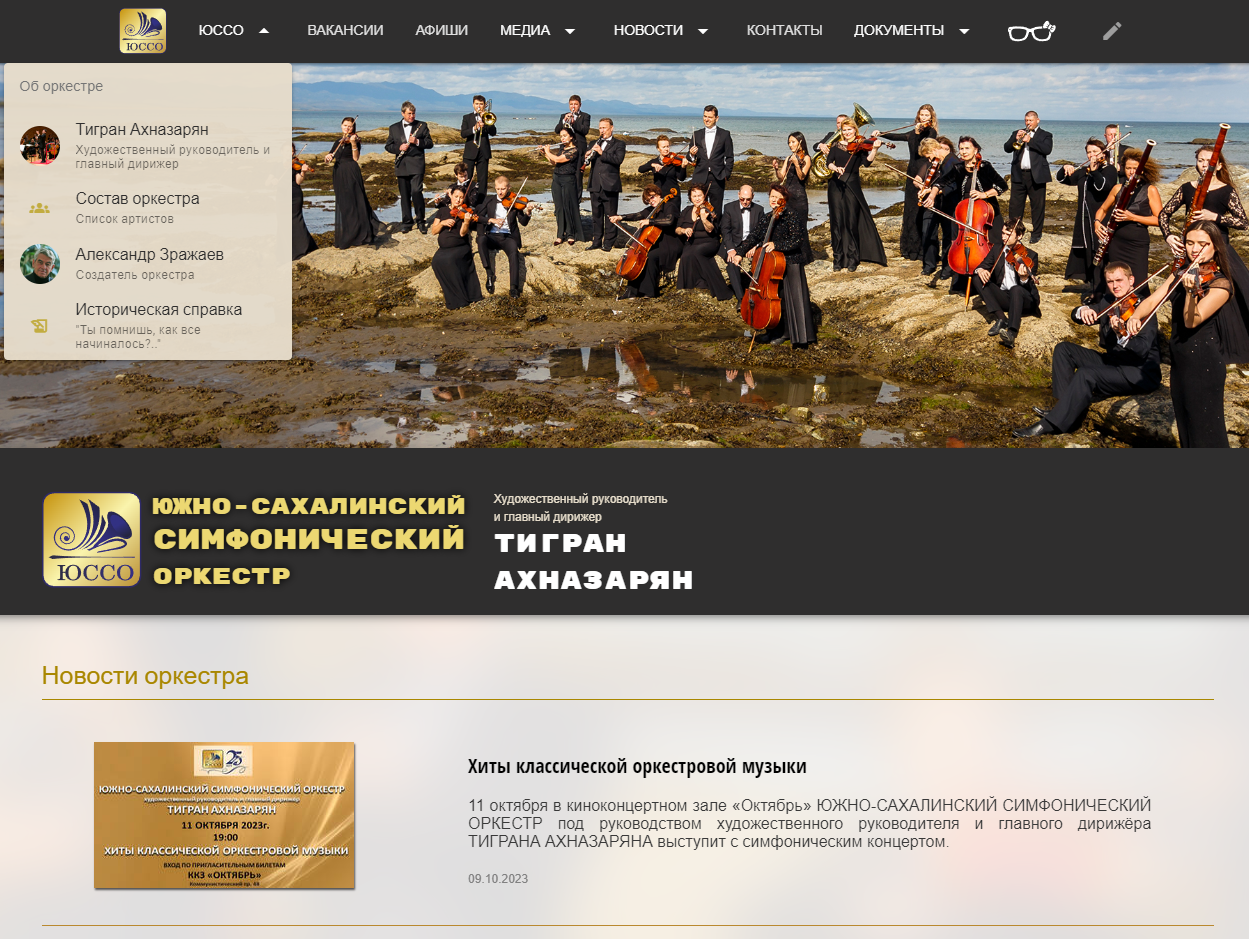 ЮССО
ЮССО
ВАКАНСИИ
АФИШИ
МЕДИА
НОВОСТИ
КОНТАКТЫ
ДОКУМЕНТЫ
Об оркестре
Тигран Ахназарян
Художественный руководитель и
главный дирижер
Состав оркестра
Список артистов
Александр Зражаев
Создатель оркестра
Историческая справка
"Ты помнишь, как все
начиналось?.."
ЮССО
ЮЖНО-САХАЛИНСКИЙ
СИМФОНИЧЕСКИЙ
ОРКЕСТР
Художественный руководитель
и главный дирижер
ТИГРАН
АХНАЗАРЯН
Новости оркестра
25
ЮЖНО-САХАЛИНСКИЙ СИМФОНИЧЕСКИЙ ОРКЕСТР
художественный руководитель и главный дирижер
ТИГРАН АХНАЗАРЯН
11 ОКТЯБРЯ 2023г.
19:00
ХИТЫ КЛАССИЧЕСКОЙ ОРКЕСТРОВОЙ МУЗЫКИ
ВХОД ПО ПРИГЛАСИТЕЛЬНЫМ БИЛЕТАМ
ККЗ «ОКТЯБРЬ»
Коммунистический пр. 48
Хиты классической оркестровой музыки
11 октября в киноконцертном зале «Октябрь» ЮЖНО-САХАЛИНСКИЙ СИМФОНИЧЕСКИЙ
ОРКЕСТР под руководством художественного руководителя и главного дирижёра
ТИГРАНА АХНАЗАРЯНА выступит с симфоническим концертом.
09.10.2023